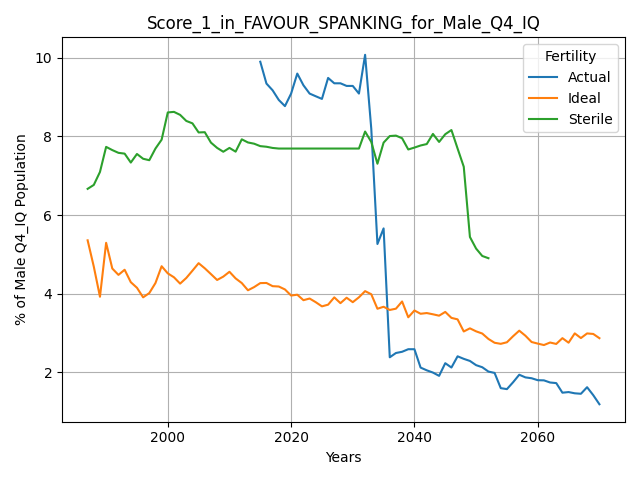 Score_1_in_FAVOUR_SPANKING_for_Male_Q4_IQ
% of Male Q4_IQ Population
10
8
6
4
2
Fertility
Actual
Ideal
Sterile
2000 2020 2040 2060
Years